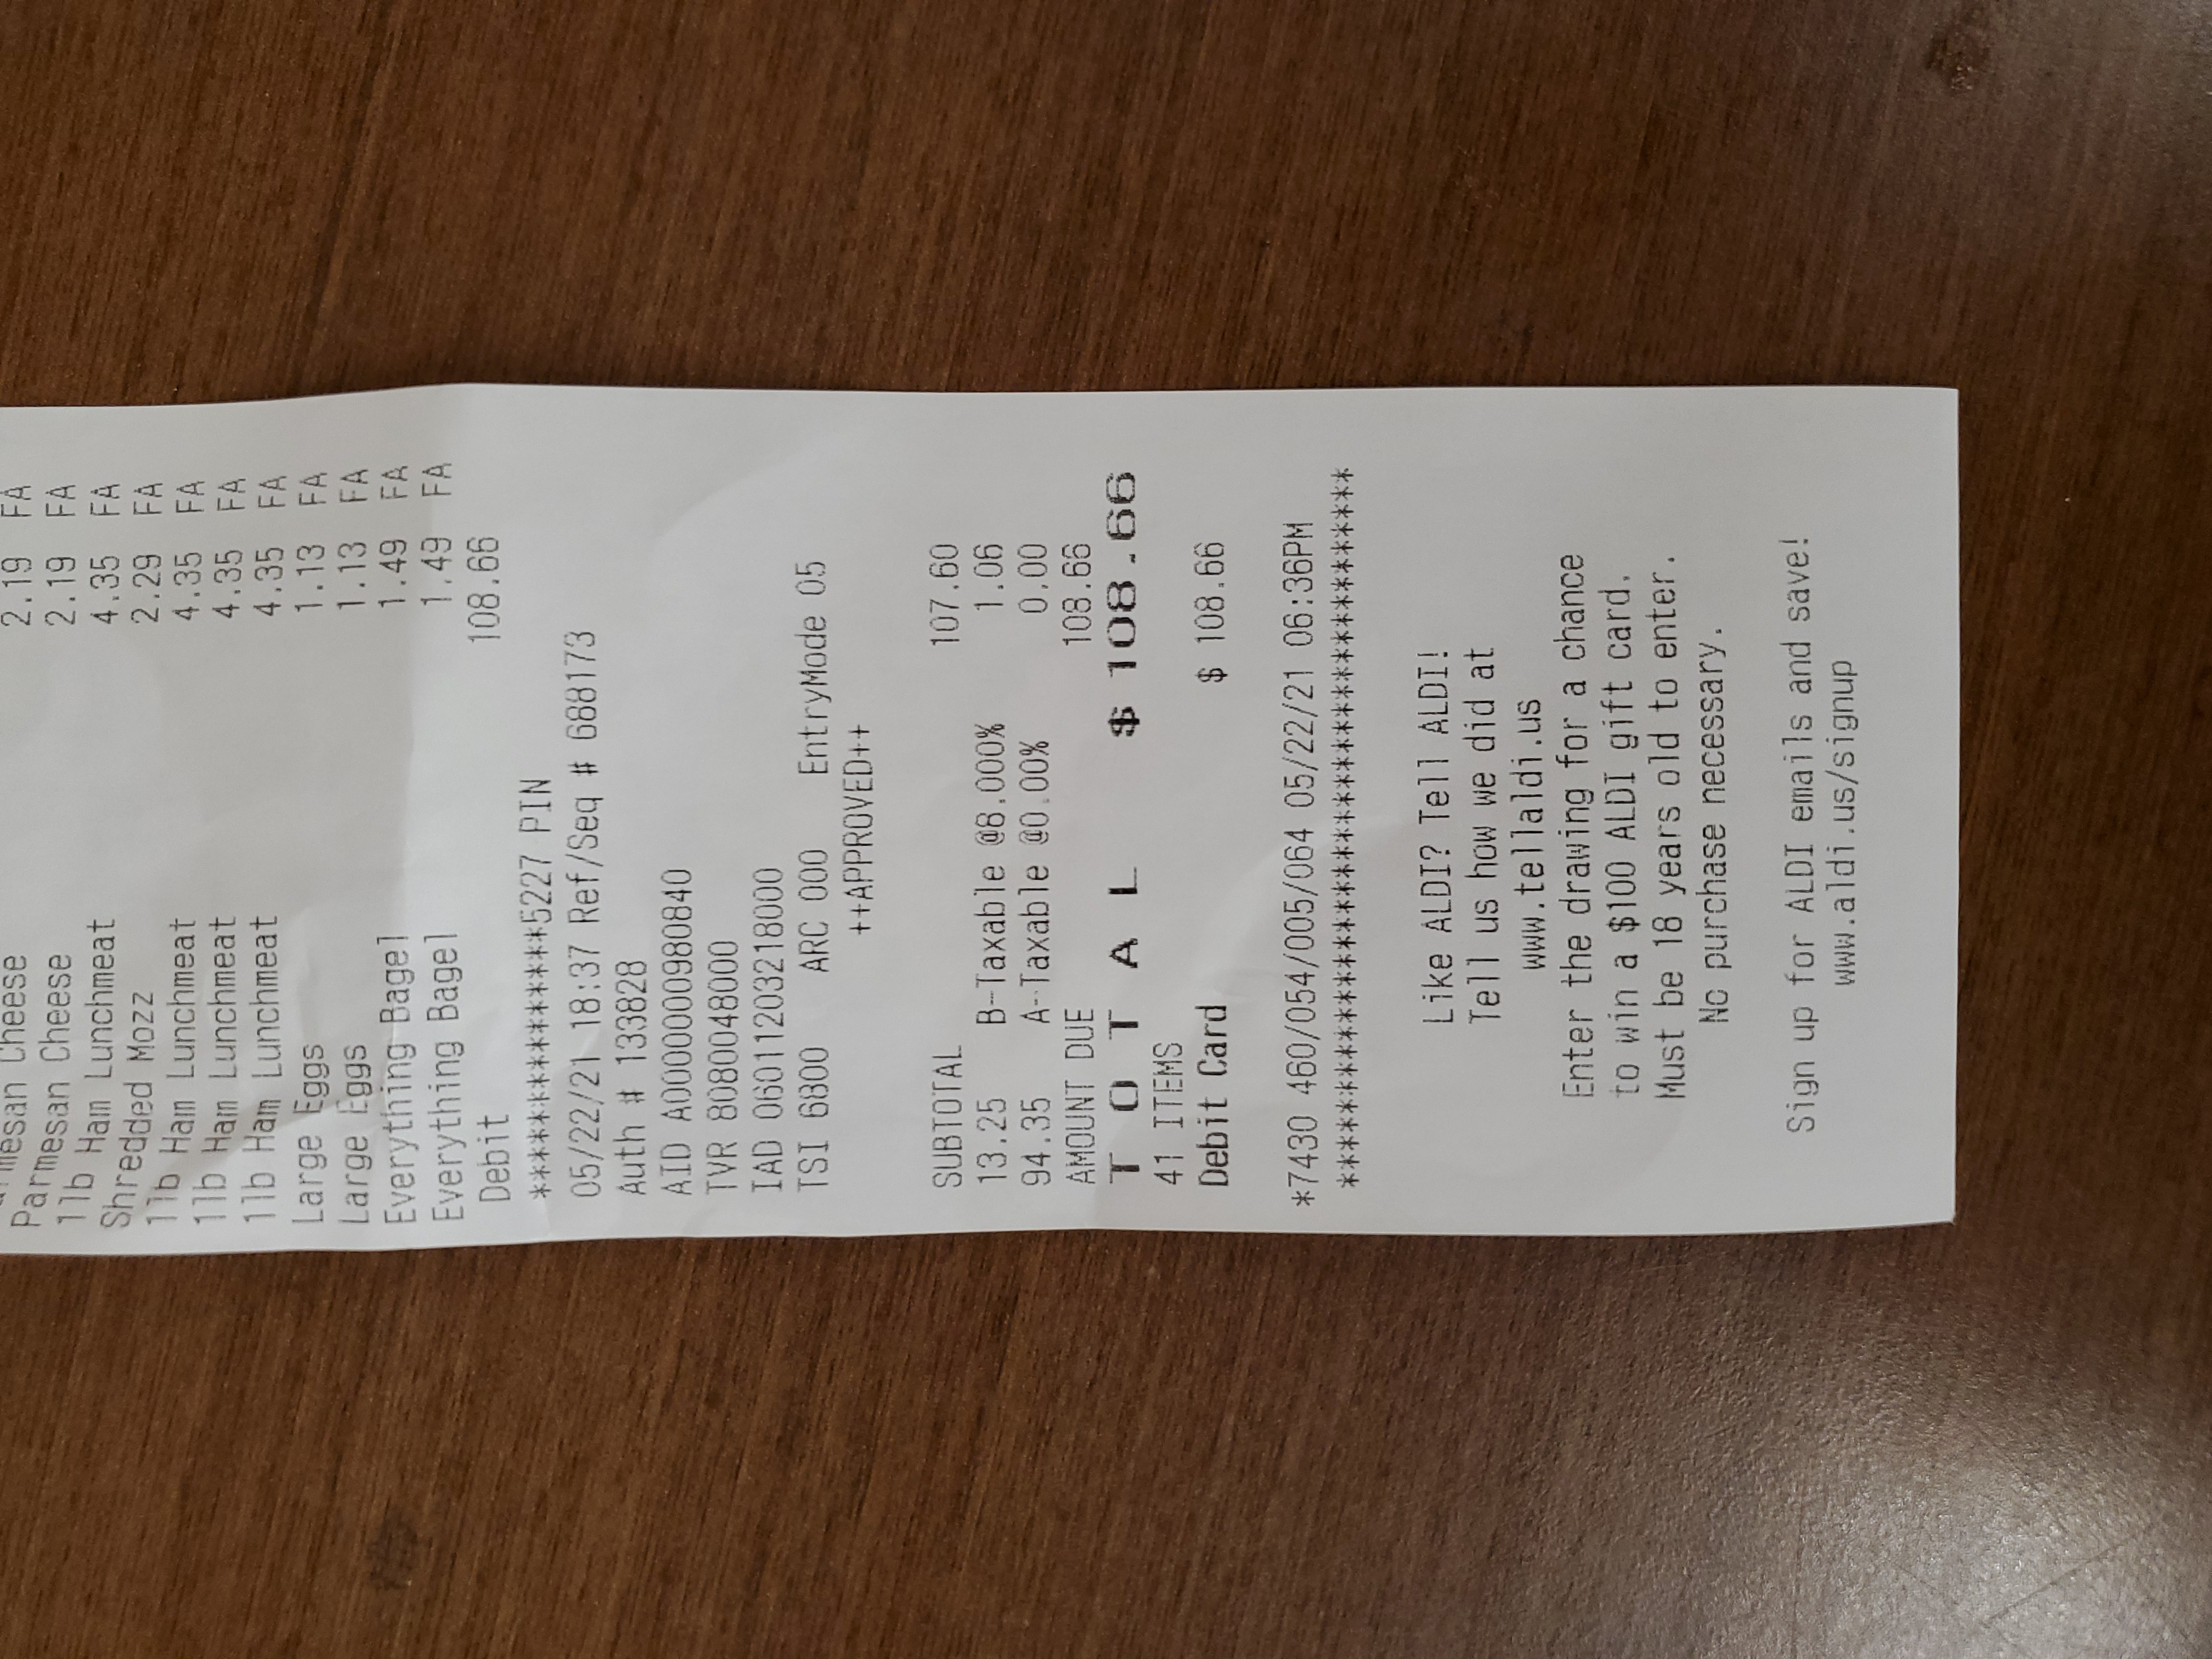 Parmesan Cheese 2.19 FA
Parmesan Cheese 2.19 FA
1lb Ham Lunchmeat 4.35 FA
Shredded Mozz 2.29 FA
1lb Ham Lunchmeat 4.35 FA
1lb Ham Lunchmeat 4.35 FA
1lb Ham Lunchmeat 4.35 FA
Large Eggs 1.13 FA
Large Eggs 1.13 FA
Everything Bagel 1.49 FA
Everything Bagel 1.49 FA
Debit 108.66
***************5227 PIN
05/22/21 18:37 Ref/Seq # 688173
Auth # 133828
AID A0000000980840
TVR 8080048000
IAD 06011203218000
TSI 6800 ARC 000 EntryMode 05
++APPROVED++
SUBTOTAL 107.60
13.25 B-Taxable @8.000% 1.06
94.35 A-Taxable @0.00% 0.00
AMOUNT DUE 108.66
TOTAL $108.66
41 ITEMS
Debit Card $ 108.66
*7430 460/054/005/064 05/22/21 06:36PM
****************************************
Like ALDI? Tell ALDI!
Tell us how we did at
www.tellaldi.us
Enter the drawing for a chance
to win a $100 ALDI gift card.
Must be 18 years old to enter.
No purchase necessary.
Sign up for ALDI emails and save!
www.aldi.us/signup